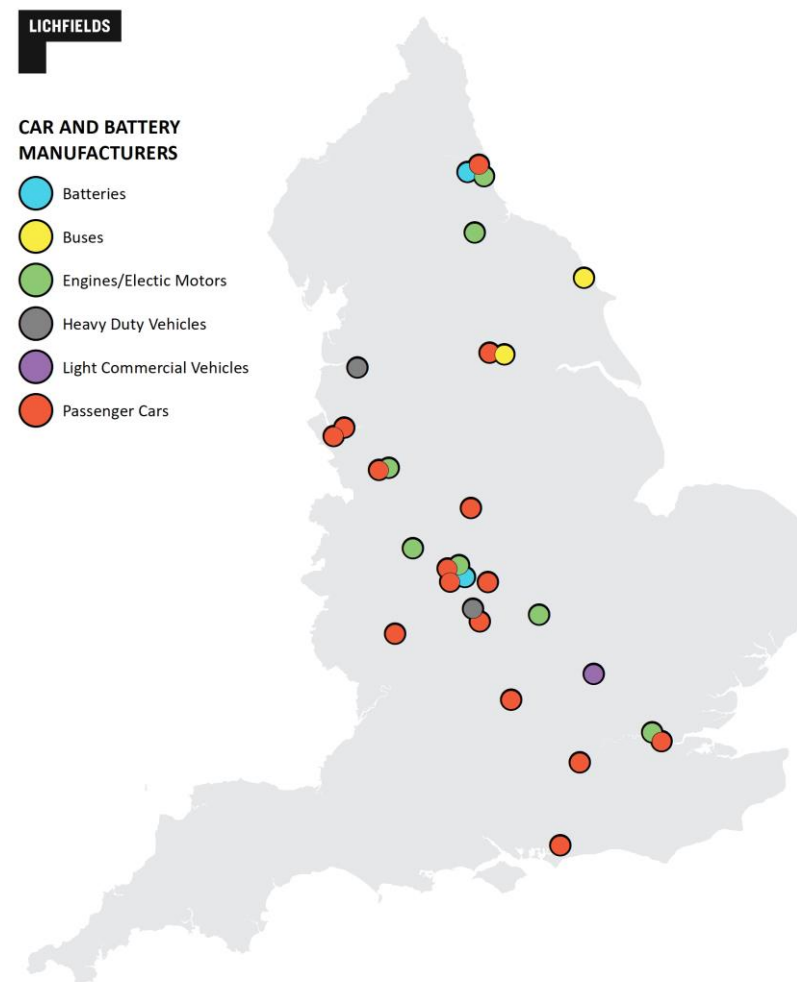 LICHFIELDS
CAR AND BATTERY
MANUFACTURERS
Batteries
Buses
Engines/Electic Motors
Heavy Duty Vehicles
Light Commercial Vehicles
Passenger Cars